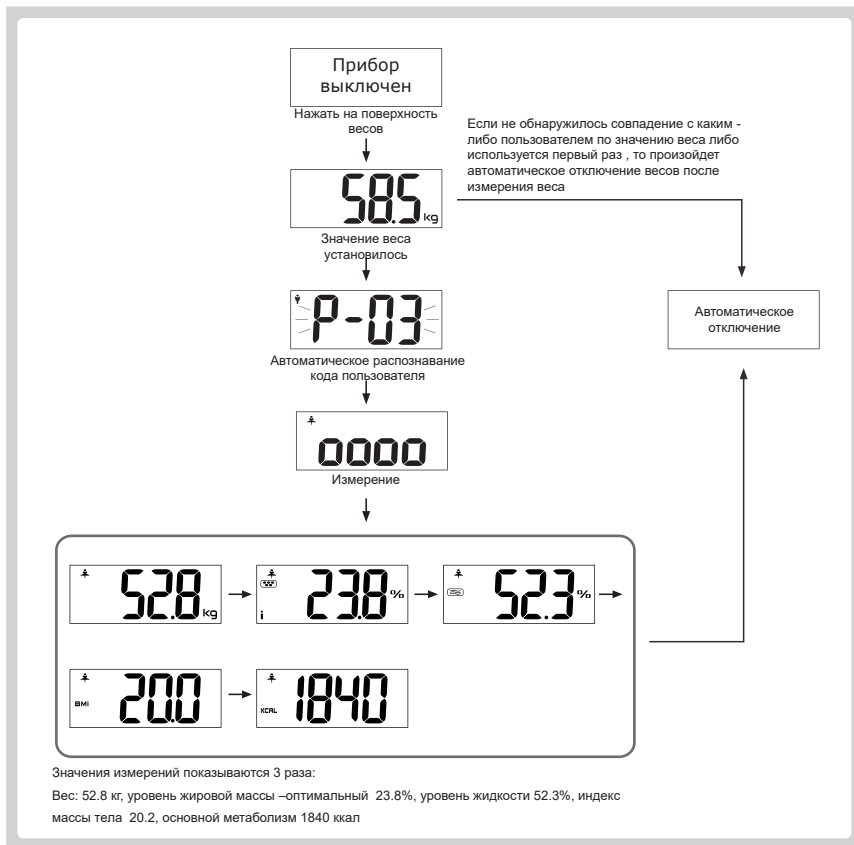 Прибор
выключен
Нажать на поверхность
весов
Если не обнаружилось совпадение с каким -
либо пользователем по значению веса либо
используется первый раз , то произойдет
автоматическое отключение весов после
измерения веса
58.5 kg
Значение веса
установилось
P-03
Автоматическое
отключение
Автоматическое распознавание
кода пользователя
0000
Измерение
52.8 kg
i 23.8 %
52.3 %
BMI 20.0
KCAL 1840
Значения измерений показываются 3 раза:
Вес: 52.8 кг, уровень жировой массы –оптимальный 23.8%, уровень жидкости 52.3%, индекс
массы тела 20.2, основной метаболизм 1840 ккал